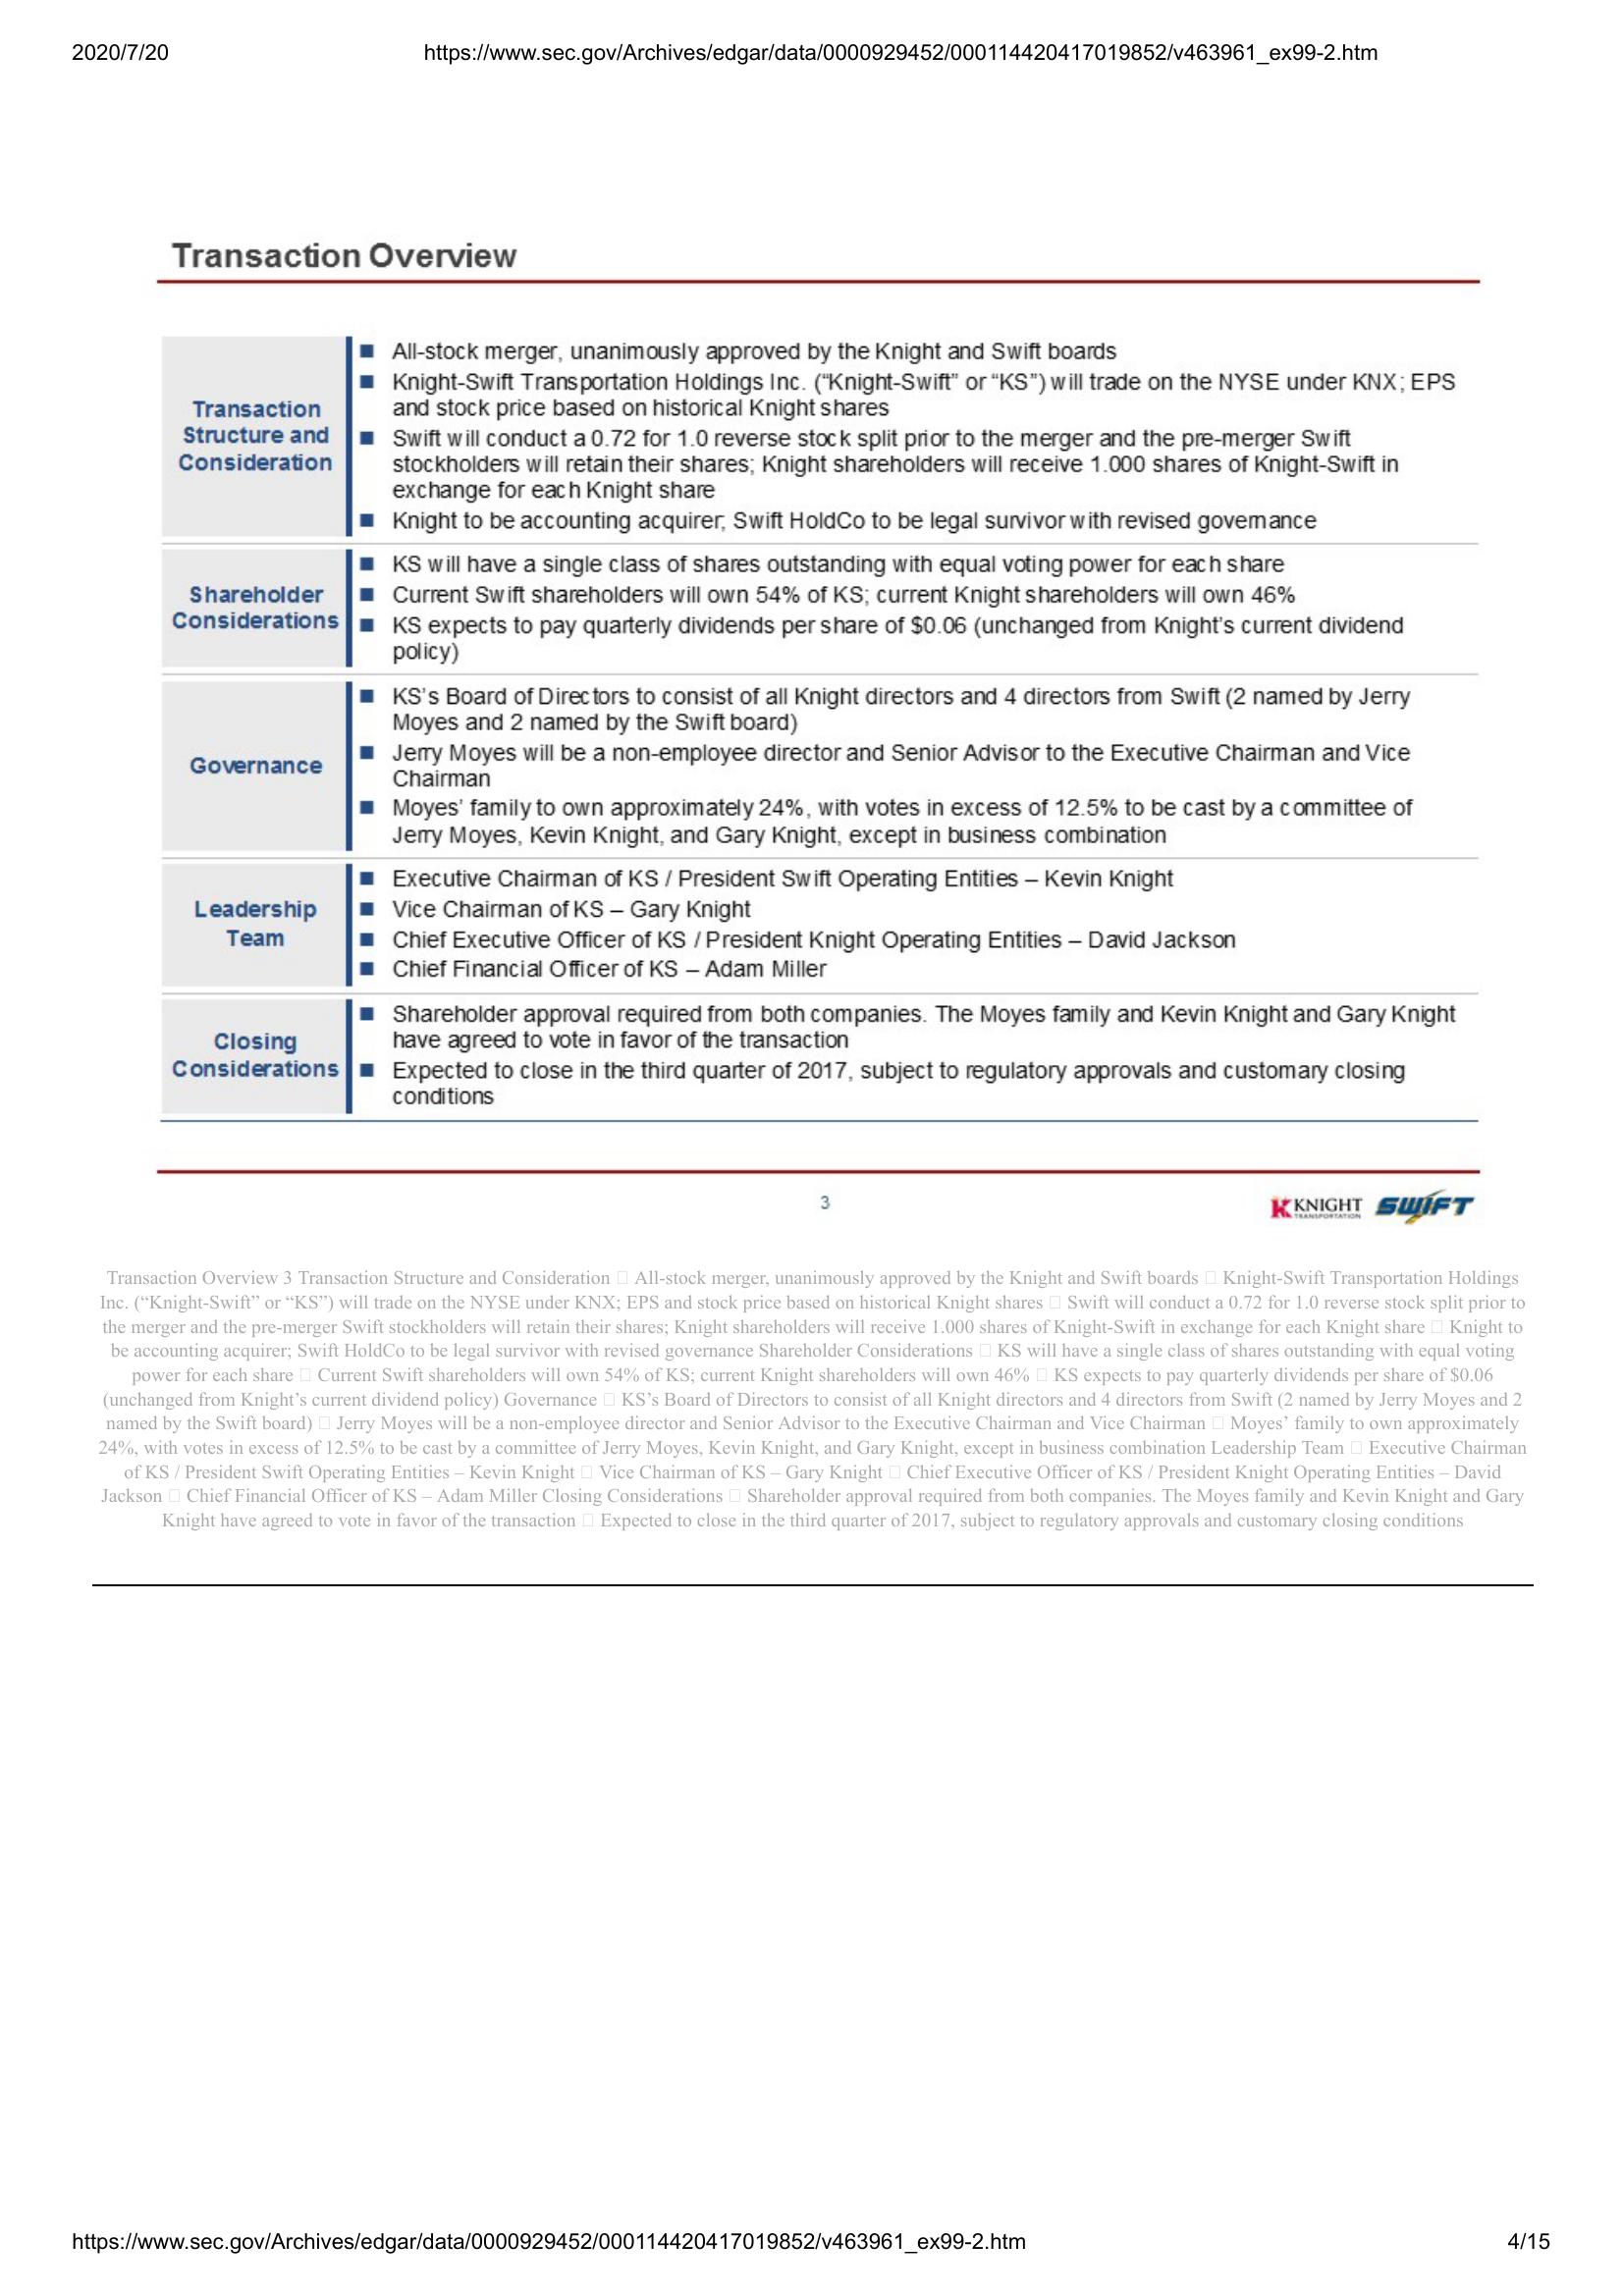 2020/7/20 https://www.sec.gov/Archives/edgar/data/0000929452/000114420417019852/v463961_ex99-2.htm
Transaction Overview
Transaction
Structure and
Consideration
■ All-stock merger, unanimously approved by the Knight and Swift boards
■ Knight-Swift Transportation Holdings Inc. (“Knight-Swift” or “KS”) will trade on the NYSE under KNX; EPS
and stock price based on historical Knight shares
■ Swift will conduct a 0.72 for 1.0 reverse stock split prior to the merger and the pre-merger Swift
stockholders will retain their shares; Knight shareholders will receive 1.000 shares of Knight-Swift in
exchange for each Knight share
■ Knight to be accounting acquirer; Swift HoldCo to be legal survivor with revised governance
Shareholder
Considerations
■ KS will have a single class of shares outstanding with equal voting power for each share
■ Current Swift shareholders will own 54% of KS; current Knight shareholders will own 46%
■ KS expects to pay quarterly dividends per share of $0.06 (unchanged from Knight’s current dividend
policy)
Governance
■ KS’s Board of Directors to consist of all Knight directors and 4 directors from Swift (2 named by Jerry
Moyes and 2 named by the Swift board)
■ Jerry Moyes will be a non-employee director and Senior Advisor to the Executive Chairman and Vice
Chairman
■ Moyes’ family to own approximately 24%, with votes in excess of 12.5% to be cast by a committee of
Jerry Moyes, Kevin Knight, and Gary Knight, except in business combination
Leadership
Team
■ Executive Chairman of KS / President Swift Operating Entities – Kevin Knight
■ Vice Chairman of KS – Gary Knight
■ Chief Executive Officer of KS / President Knight Operating Entities – David Jackson
■ Chief Financial Officer of KS – Adam Miller
Closing
Considerations
■ Shareholder approval required from both companies. The Moyes family and Kevin Knight and Gary Knight
have agreed to vote in favor of the transaction
■ Expected to close in the third quarter of 2017, subject to regulatory approvals and customary closing
conditions
3
KNIGHT
TRANSPORTATION
SWIFT
Transaction Overview 3 Transaction Structure and Consideration □ All-stock merger, unanimously approved by the Knight and Swift boards □ Knight-Swift Transportation Holdings
Inc. (“Knight-Swift” or “KS”) will trade on the NYSE under KNX; EPS and stock price based on historical Knight shares □ Swift will conduct a 0.72 for 1.0 reverse stock split prior to
the merger and the pre-merger Swift stockholders will retain their shares; Knight shareholders will receive 1.000 shares of Knight-Swift in exchange for each Knight share □ Knight to
be accounting acquirer; Swift HoldCo to be legal survivor with revised governance Shareholder Considerations □ KS will have a single class of shares outstanding with equal voting
power for each share □ Current Swift shareholders will own 54% of KS; current Knight shareholders will own 46% □ KS expects to pay quarterly dividends per share of $0.06
(unchanged from Knight’s current dividend policy) Governance □ KS’s Board of Directors to consist of all Knight directors and 4 directors from Swift (2 named by Jerry Moyes and 2
named by the Swift board) □ Jerry Moyes will be a non-employee director and Senior Advisor to the Executive Chairman and Vice Chairman □ Moyes’ family to own approximately
24%, with votes in excess of 12.5% to be cast by a committee of Jerry Moyes, Kevin Knight, and Gary Knight, except in business combination Leadership Team □ Executive Chairman
of KS / President Swift Operating Entities – Kevin Knight □ Vice Chairman of KS – Gary Knight □ Chief Executive Officer of KS / President Knight Operating Entities – David
Jackson □ Chief Financial Officer of KS – Adam Miller Closing Considerations □ Shareholder approval required from both companies. The Moyes family and Kevin Knight and Gary
Knight have agreed to vote in favor of the transaction □ Expected to close in the third quarter of 2017, subject to regulatory approvals and customary closing conditions
https://www.sec.gov/Archives/edgar/data/0000929452/000114420417019852/v463961_ex99-2.htm 4/15